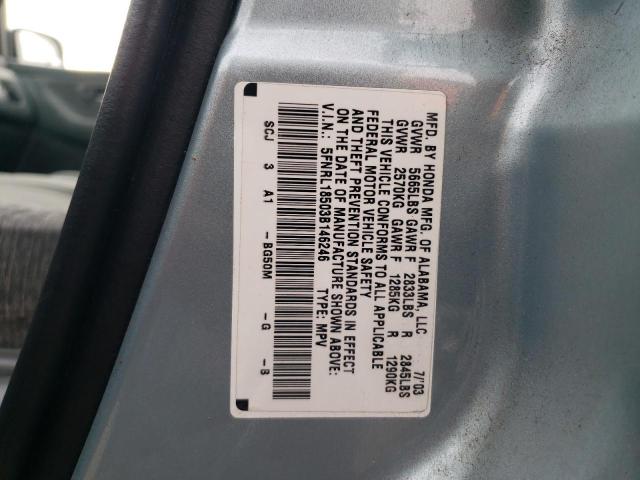 MFD. BY HONDA MFG. OF ALABAMA, LLC 7/'03
GVWR 5665LBS GAWR F 2833LBS R 2845LBS
GVWR 2570KG GAWR F 1285KG R 1290KG
THIS VEHICLE CONFORMS TO ALL APPLICABLE
FEDERAL MOTOR VEHICLE SAFETY
AND THEFT PREVENTION STANDARDS IN EFFECT
ON THE DATE OF MANUFACTURE SHOWN ABOVE:
V.I.N.: 5FNRL18503B146246 TYPE: MPV
SCJ 3 A1 -BG50M -G -B